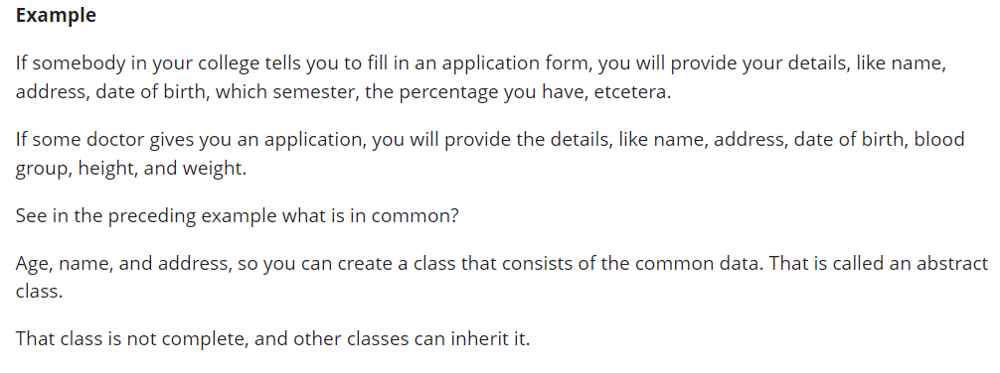 Example
If somebody in your college tells you to fill in an application form, you will provide your details, like name,
address, date of birth, which semester, the percentage you have, etcetera.
If some doctor gives you an application, you will provide the details, like name, address, date of birth, blood
group, height, and weight.
See in the preceding example what is in common?
Age, name, and address, so you can create a class that consists of the common data. That is called an abstract
class.
That class is not complete, and other classes can inherit it.